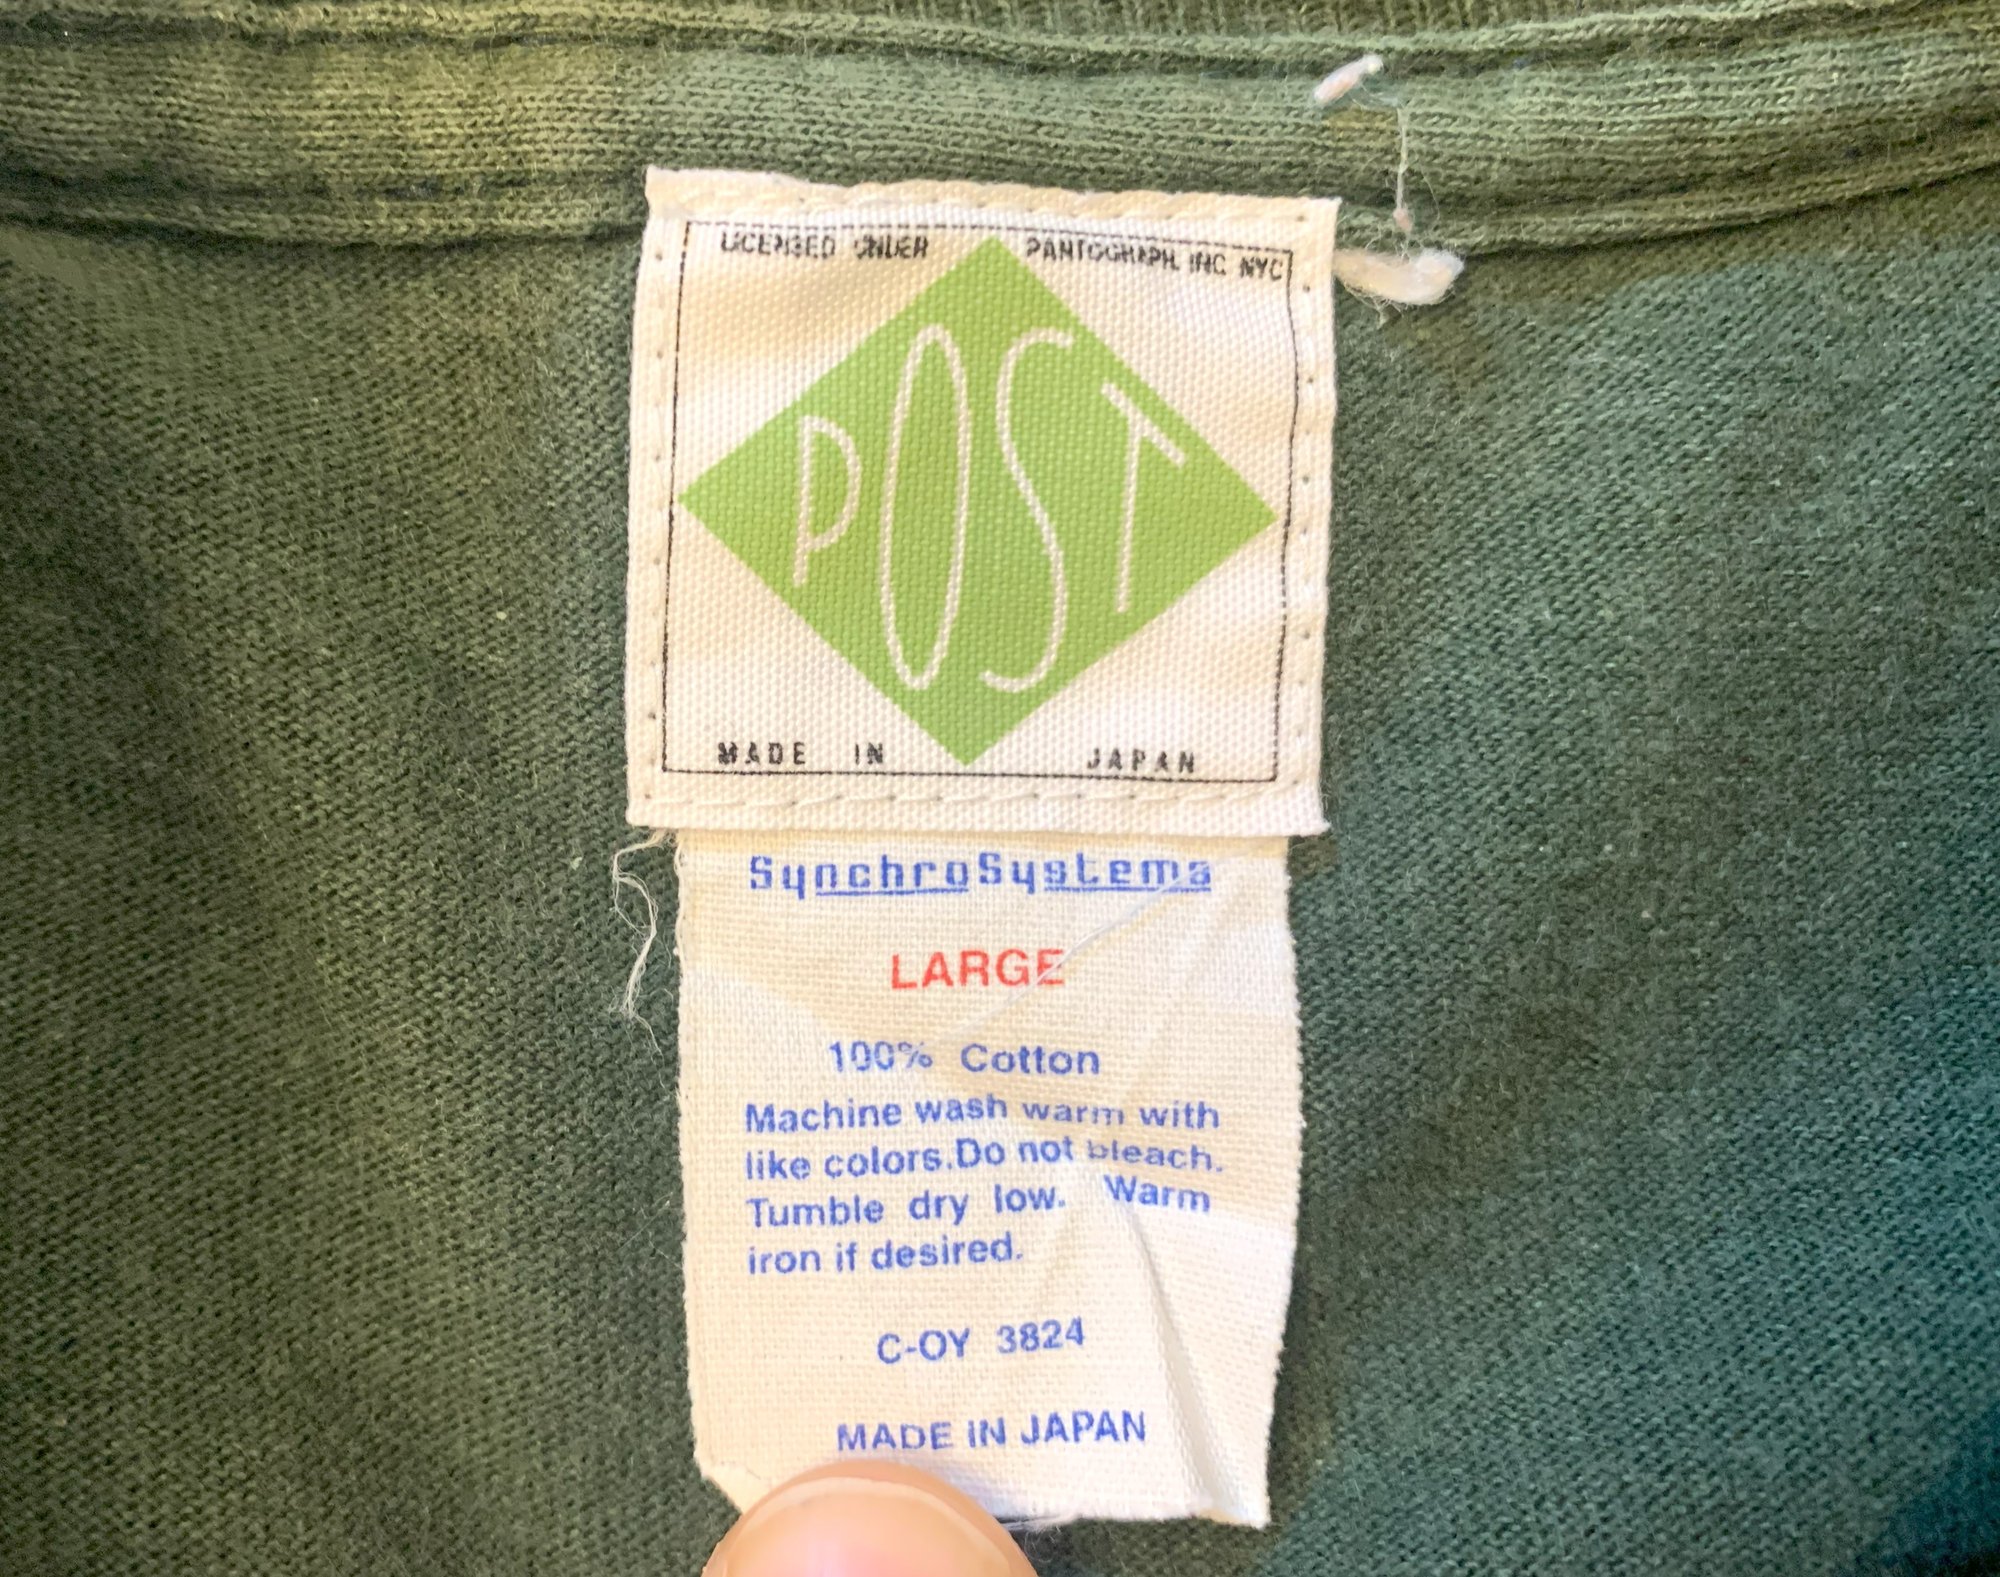 LICENSED UNDER PANTOGRAPH, INC. NYC
POST
MADE IN JAPAN
SynchroSystems
LARGE
100% Cotton
Machine wash warm with
like colors.Do not bleach.
Tumble dry low. Warm
iron if desired.
C-OY 3824
MADE IN JAPAN